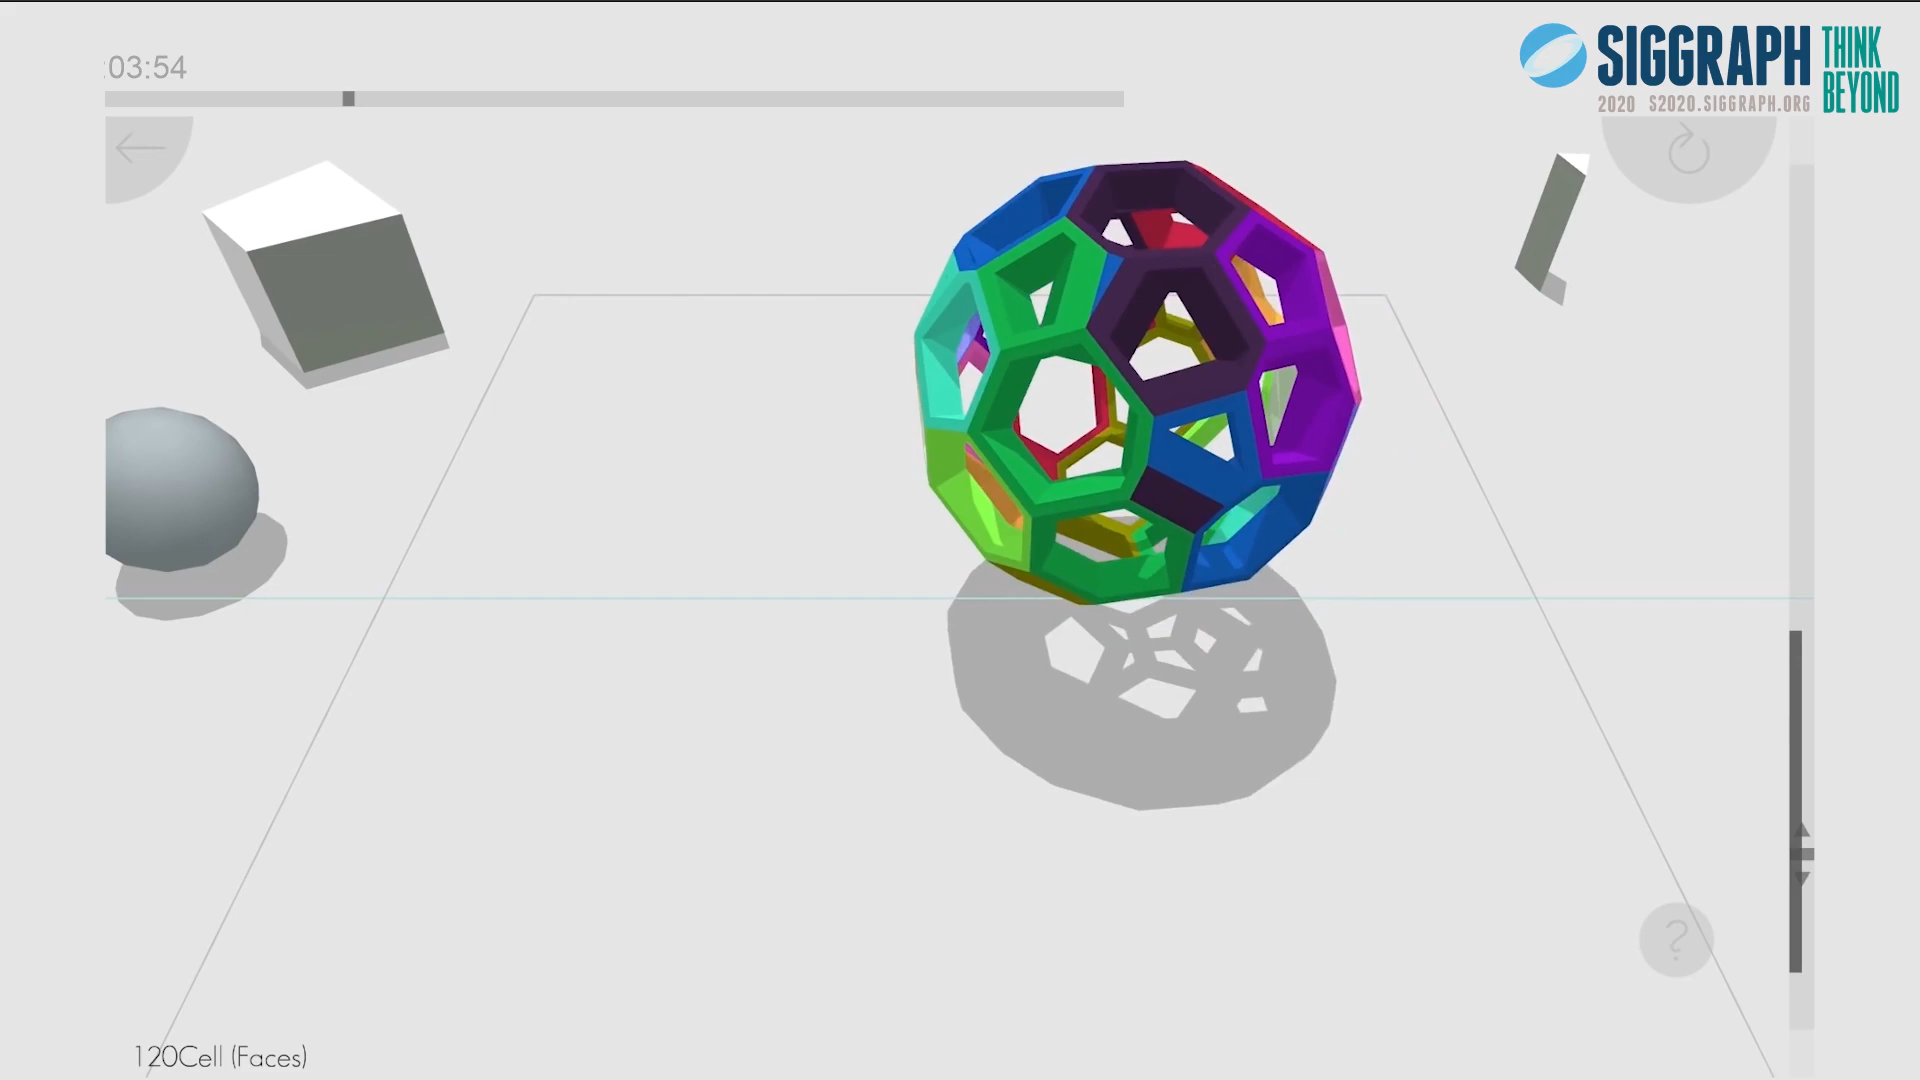 :03:54
SIGGRAPH
THINK
BEYOND
2020 S2020.SIGGRAPH.ORG
?
120Cell (Faces)